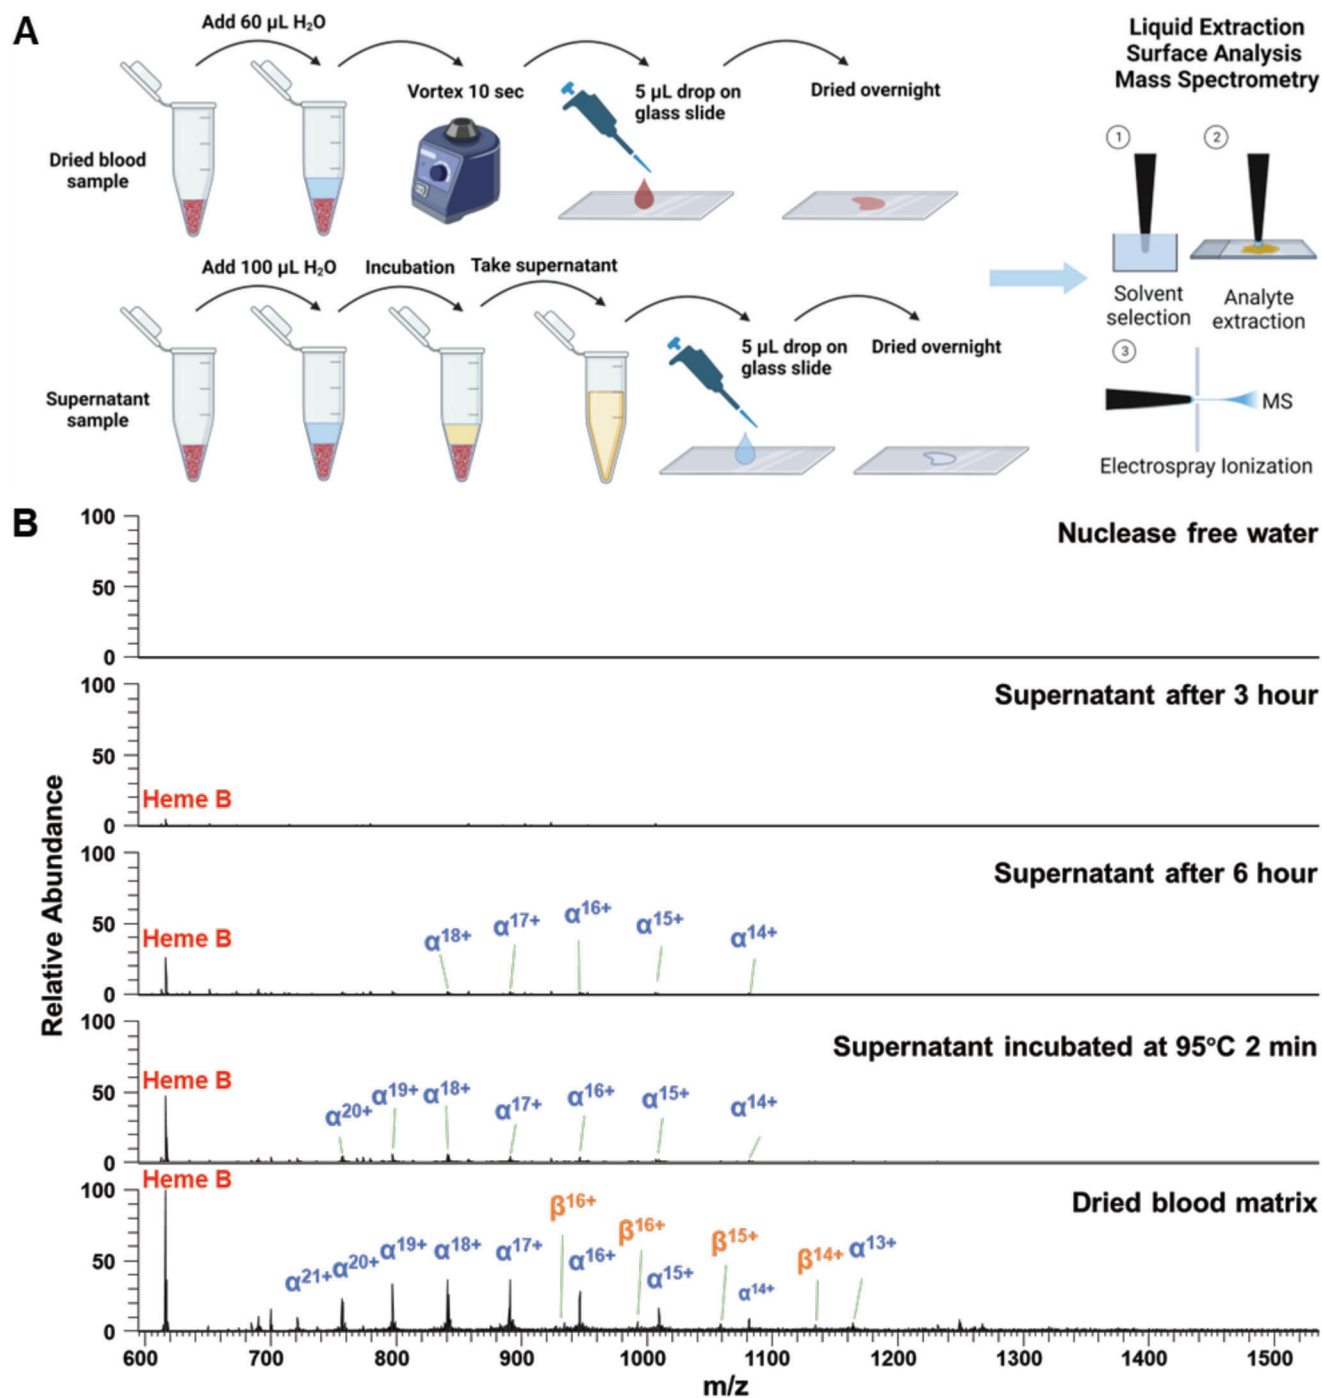 A
Add 60 µL H₂O
Vortex 10 sec
5 µL drop on
glass slide
Dried overnight
Dried blood
sample
Add 100 µL H₂O
Incubation
Take supernatant
5 µL drop on
glass slide
Dried overnight
Supernatant
sample
Liquid Extraction
Surface Analysis
Mass Spectrometry
1
2
Solvent
selection
Analyte
extraction
3
MS
Electrospray Ionization
B
Relative Abundance
100
50
0
Nuclease free water
100
50
0
Supernatant after 3 hour
Heme B
100
50
0
Supernatant after 6 hour
Heme B
α18+
α17+
α16+
α15+
α14+
100
50
0
Supernatant incubated at 95°C 2 min
Heme B
α20+
α19+
α18+
α17+
α16+
α15+
α14+
100
50
0
Dried blood matrix
Heme B
α21+
α20+
α19+
α18+
α17+
β16+
α16+
β16+
α15+
β15+
α14+
β14+
α13+
600 700 800 900 1000 1100 1200 1300 1400 1500
m/z